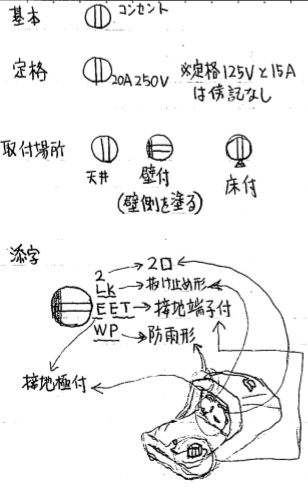 基本 コンセント
定格 20A250V ※定格125Vと15A
は傍記なし
取付場所
天井 壁付 床付
(壁側を塗る)
添字
2→2口
LK→抜け止め形
EET→接地端子付
WP→防雨形
接地極付